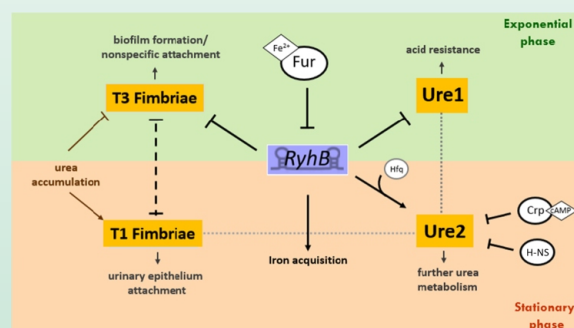 Exponential
phase
biofilm formation/
nonspecific attachment
Fe²⁺
Fur
acid resistance
T3 Fimbriae
Ure1
RyhB
Hfq
urea
accumulation
T1 Fimbriae
Ure2
Crp
cAMP
H-NS
Iron acquisition
urinary epithelium
attachment
further urea
metabolism
Stationary
phase